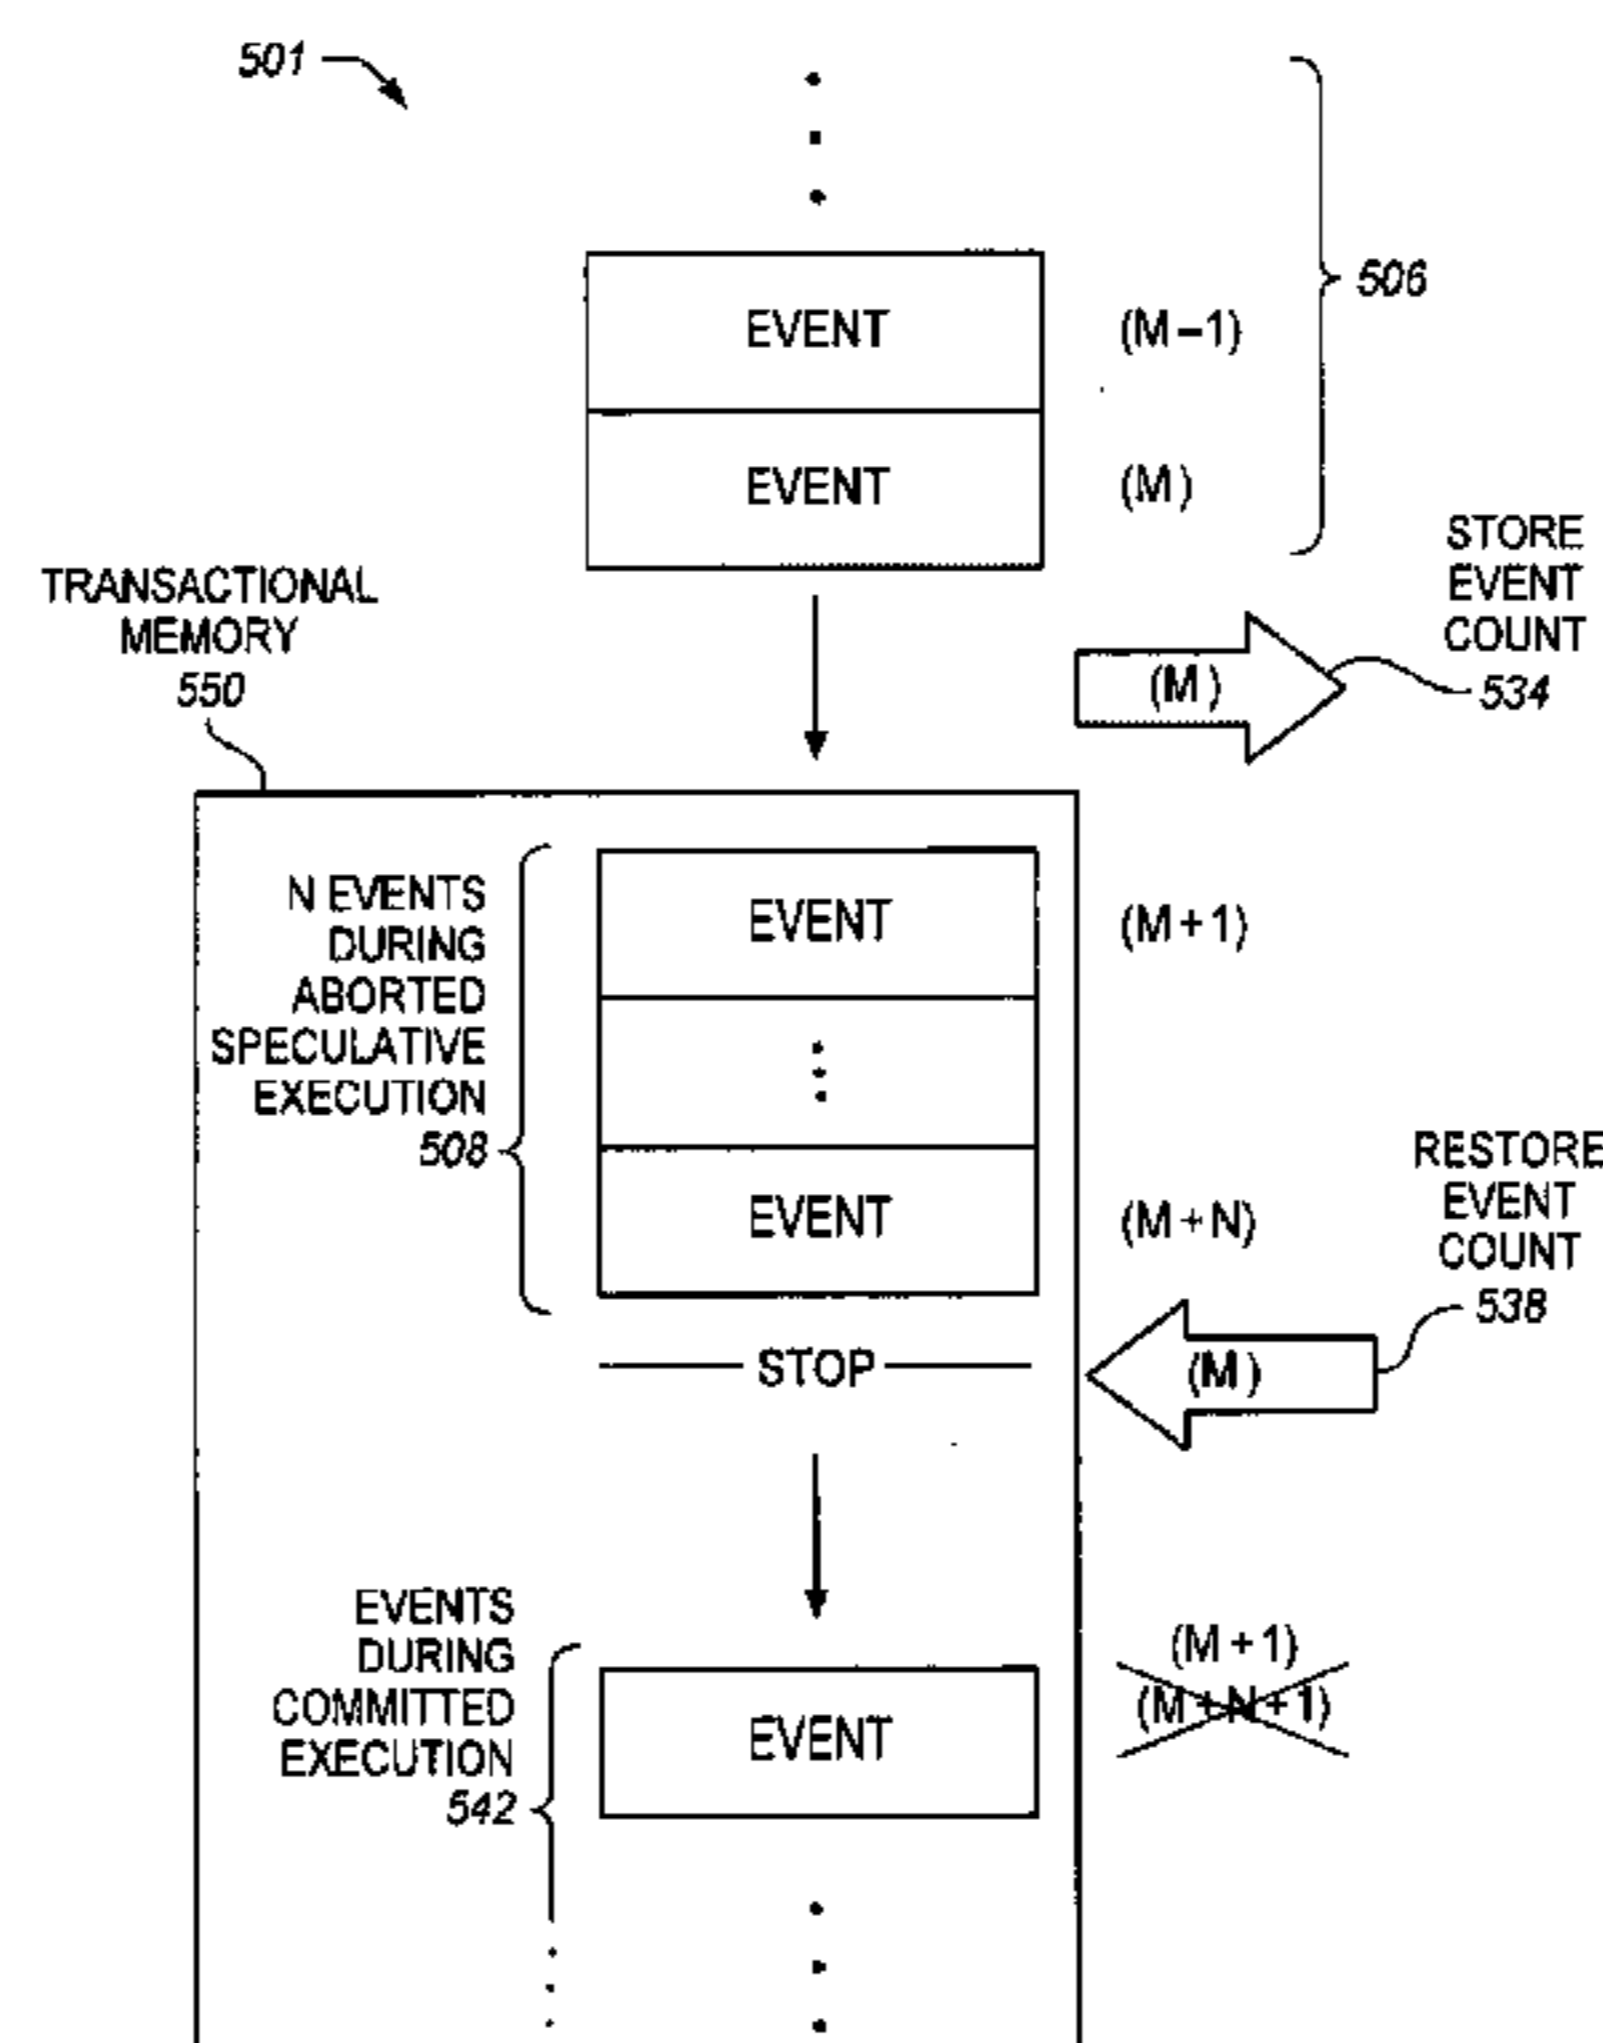 501
EVENT
(M-1)
506
EVENT
(M)
STORE
EVENT
COUNT
534
(M)
TRANSACTIONAL
MEMORY
550
N EVENTS
DURING
ABORTED
SPECULATIVE
EXECUTION
508
EVENT
(M+1)
EVENT
(M+N)
RESTORE
EVENT
COUNT
538
STOP
(M)
EVENTS
DURING
COMMITTED
EXECUTION
542
EVENT
(M+1)
(M+N+1)